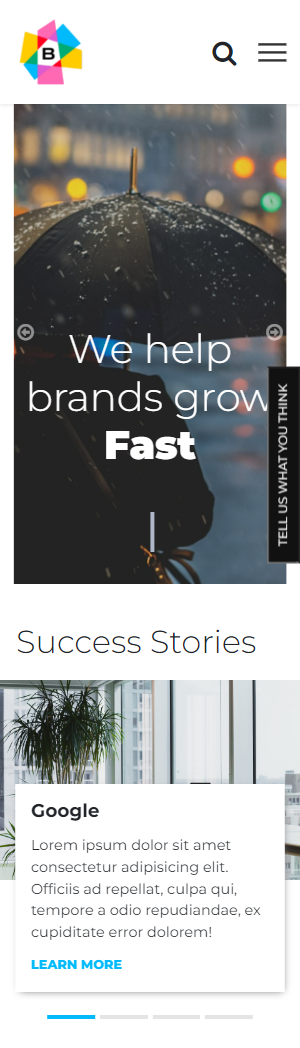 B
We help
brands grow
Fast
TELL US WHAT YOU THINK
Success Stories
Google
Lorem ipsum dolor sit amet
consectetur adipisicing elit.
Officiis ad repellat, culpa qui,
tempore a odio repudiandae, ex
cupiditate error dolorem!
LEARN MORE